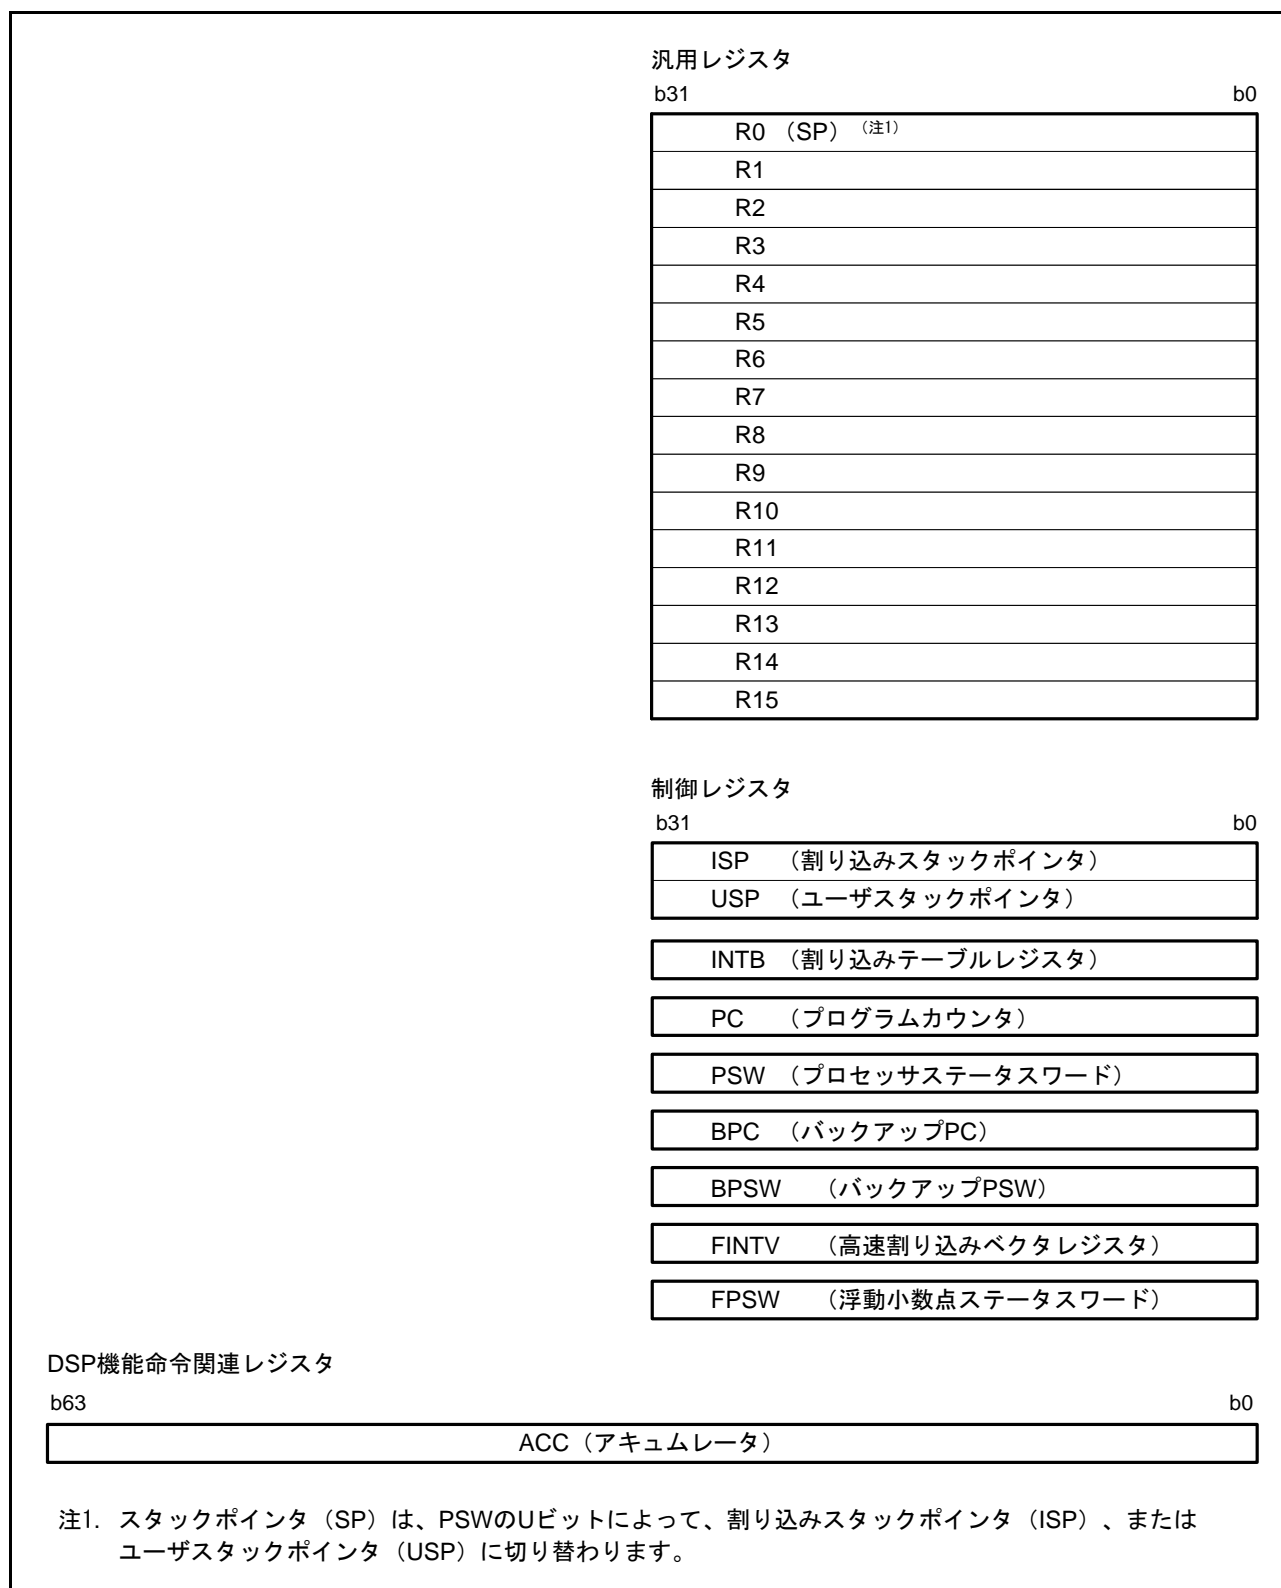 汎用レジスタ
b31 b0
R0 （SP）（注1）
R1
R2
R3
R4
R5
R6
R7
R8
R9
R10
R11
R12
R13
R14
R15
制御レジスタ
b31 b0
ISP （割り込みスタックポインタ）
USP （ユーザスタックポインタ）
INTB （割り込みテーブルレジスタ）
PC （プログラムカウンタ）
PSW （プロセッサステータスワード）
BPC （バックアップPC）
BPSW （バックアップPSW）
FINTV （高速割り込みベクタレジスタ）
FPSW （浮動小数点ステータスワード）
DSP機能命令関連レジスタ
b63 b0
ACC（アキュムレータ）
注1. スタックポインタ（SP）は、PSWのUビットによって、割り込みスタックポインタ（ISP）、または
ユーザスタックポインタ（USP）に切り替わります。